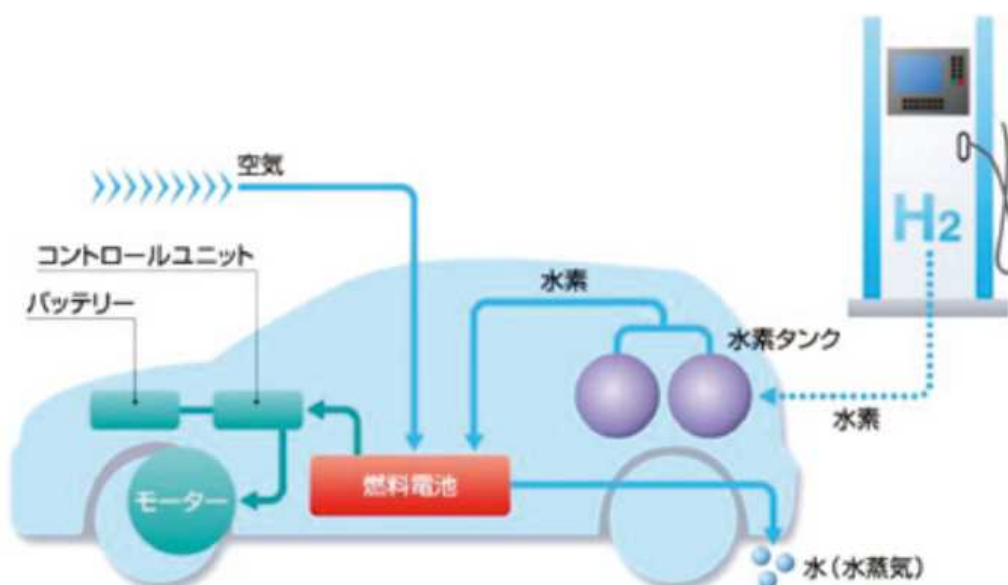 空気
コントロールユニット
バッテリー
水素
水素タンク
H2
水素
燃料電池
モーター
水(水蒸気)